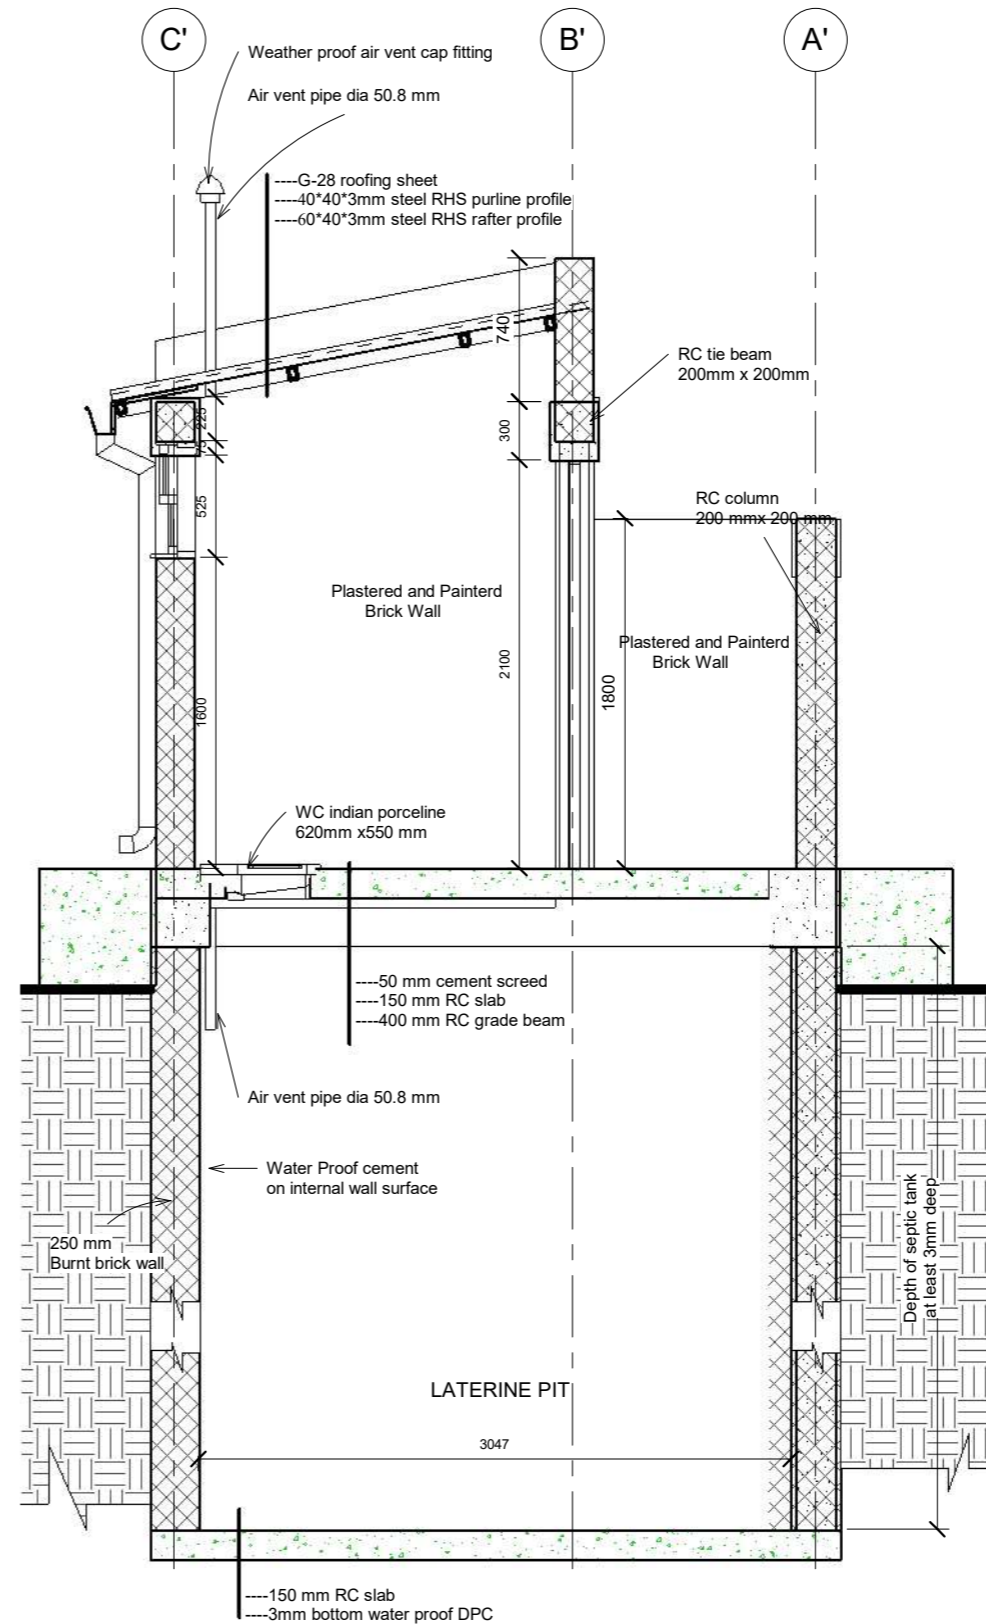 C'
B'
A'
Weather proof air vent cap fitting
Air vent pipe dia 50.8 mm
----G-28 roofing sheet
----40*40*3mm steel RHS purline profile
----60*40*3mm steel RHS rafter profile
740
RC tie beam
200mm x 200mm
225
300
75
525
RC column
200 mmx 200 mm
Plastered and Painterd
Brick Wall
Plastered and Painterd
Brick Wall
2100
1800
1600
WC indian porceline
620mm x550 mm
----50 mm cement screed
----150 mm RC slab
----400 mm RC grade beam
Air vent pipe dia 50.8 mm
Water Proof cement
on internal wall surface
250 mm
Burnt brick wall
Depth of septic tank
at least 3mm deep
LATERINE PIT
3047
----150 mm RC slab
----3mm bottom water proof DPC